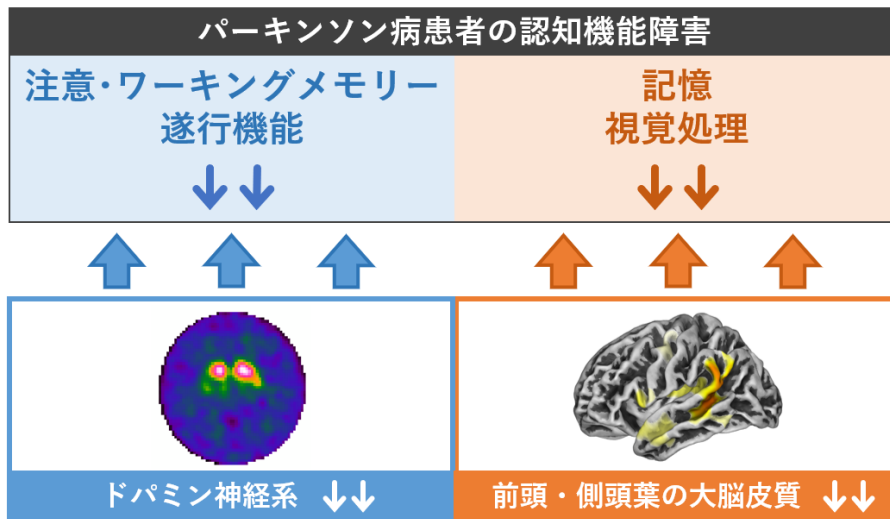 パーキンソン病患者の認知機能障害
注意・ワーキングメモリー
遂行機能
↓↓
記憶
視覚処理
↓↓
ドパミン神経系 ↓↓
前頭・側頭葉の大脳皮質 ↓↓